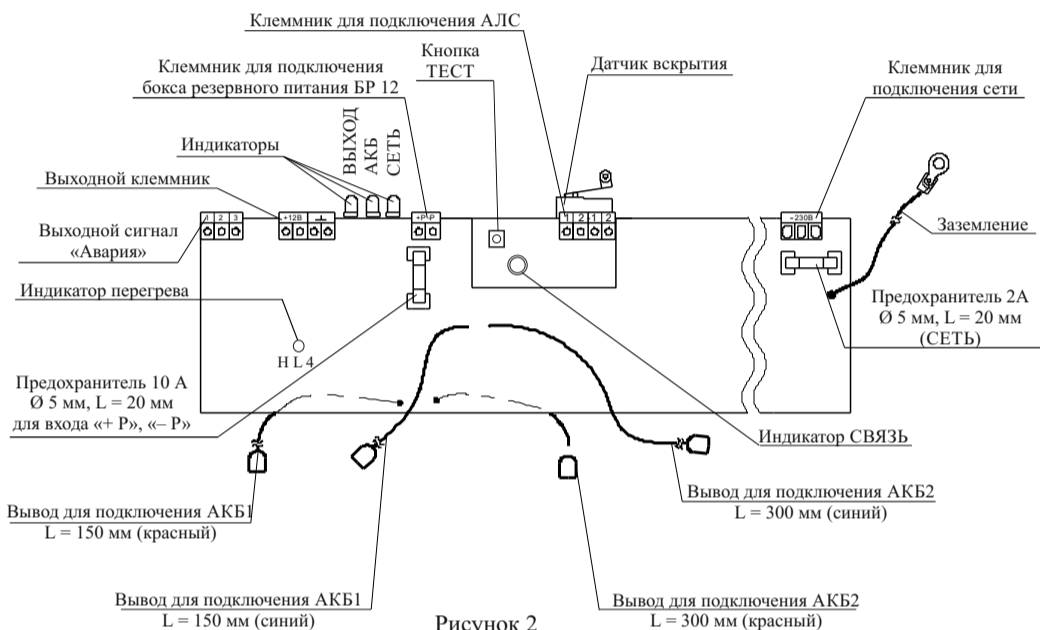 Клеммник для подключения АЛС
Кнопка
ТЕСТ
Датчик вскрытия
Клеммник для подключения
бокса резервного питания БР 12
Клеммник для
подключения сети
ВЫХОД
АКБ
СЕТЬ
Индикаторы
Выходной клеммник
1 2 3
+12В ⊥
+P -P
1 2 1 2
~230В
Выходной сигнал
«Авария»
Заземление
Индикатор перегрева
HL4
Предохранитель 2А
Ø 5 мм, L = 20 мм
(СЕТЬ)
Предохранитель 10 А
Ø 5 мм, L = 20 мм
для входа «+ Р», «– Р»
Индикатор СВЯЗЬ
Вывод для подключения АКБ1
L = 150 мм (красный)
Вывод для подключения АКБ2
L = 300 мм (синий)
Вывод для подключения АКБ1
L = 150 мм (синий)
Вывод для подключения АКБ2
L = 300 мм (красный)
Рисунок 2